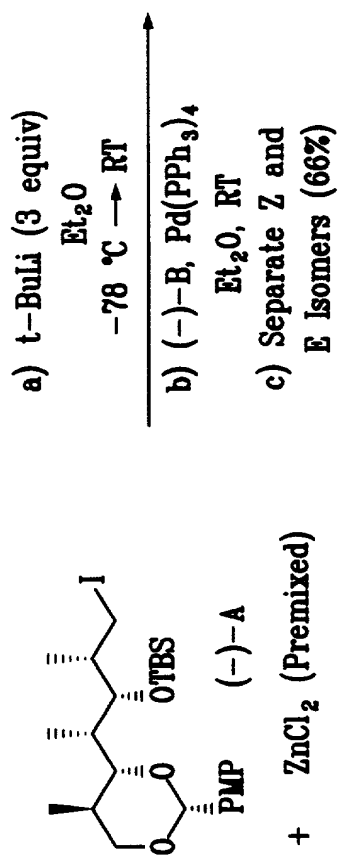 I
OTBS
O
O
PMP
(−)−A
+ ZnCl₂ (Premixed)
a) t−BuLi (3 equiv)
Et₂O
−78 °C → RT
b) (−)−B, Pd(PPh₃)₄
Et₂O, RT
c) Separate Z and
E Isomers (66%)